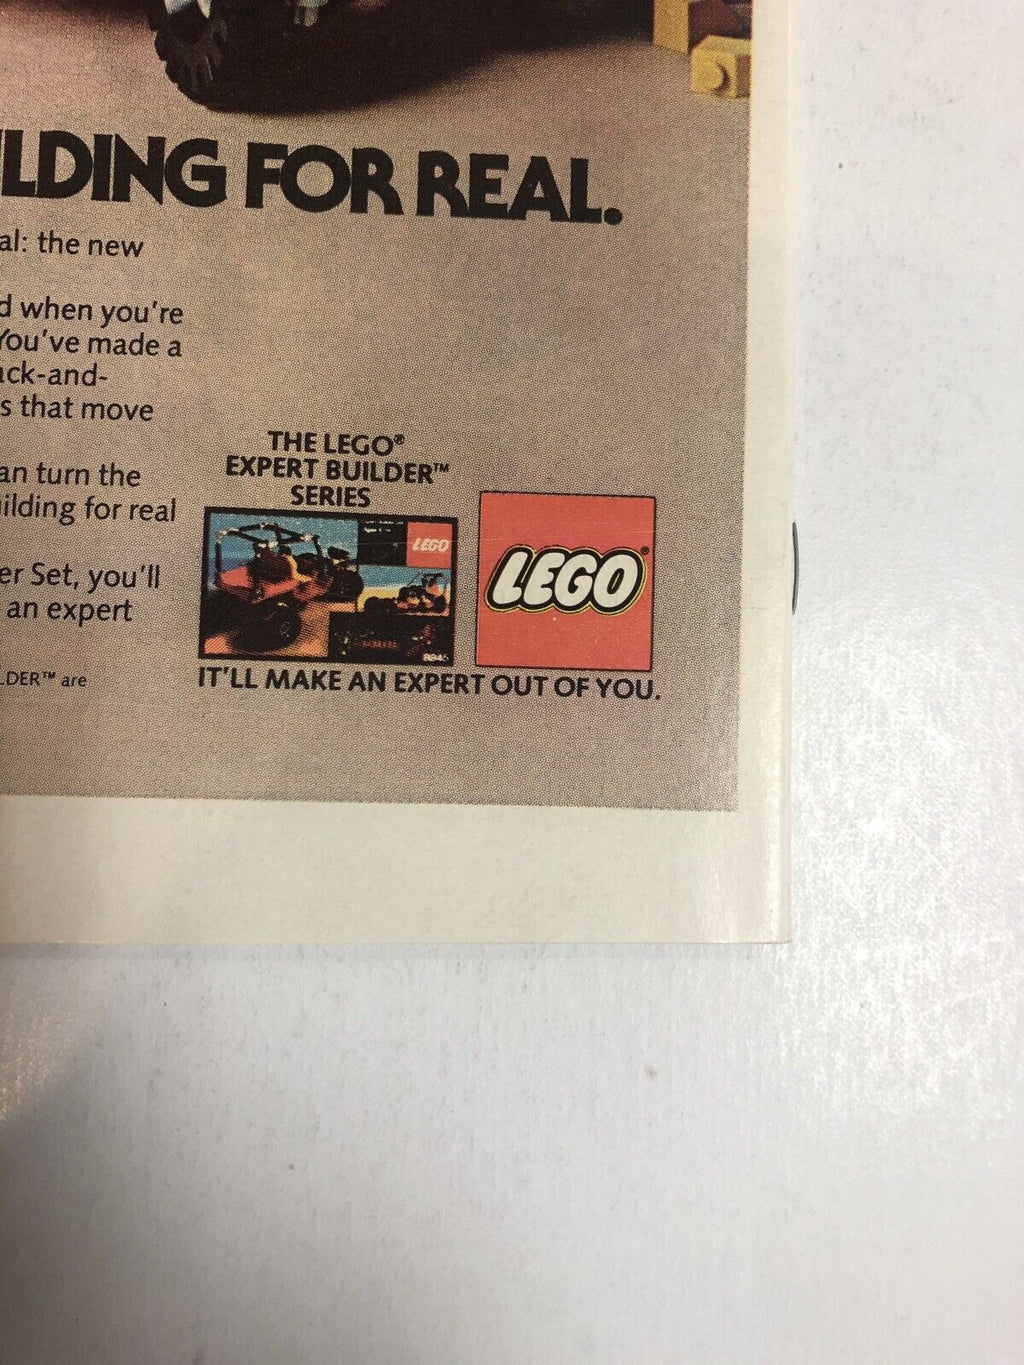 LDING FOR REAL.
al: the new
d when you're
You've made a
ck-and-
s that move
an turn the
ilding for real
er Set, you'll
an expert
LDER™ are
THE LEGO®
EXPERT BUILDER™
SERIES
LEGO
8845
LEGO®
IT'LL MAKE AN EXPERT OUT OF YOU.